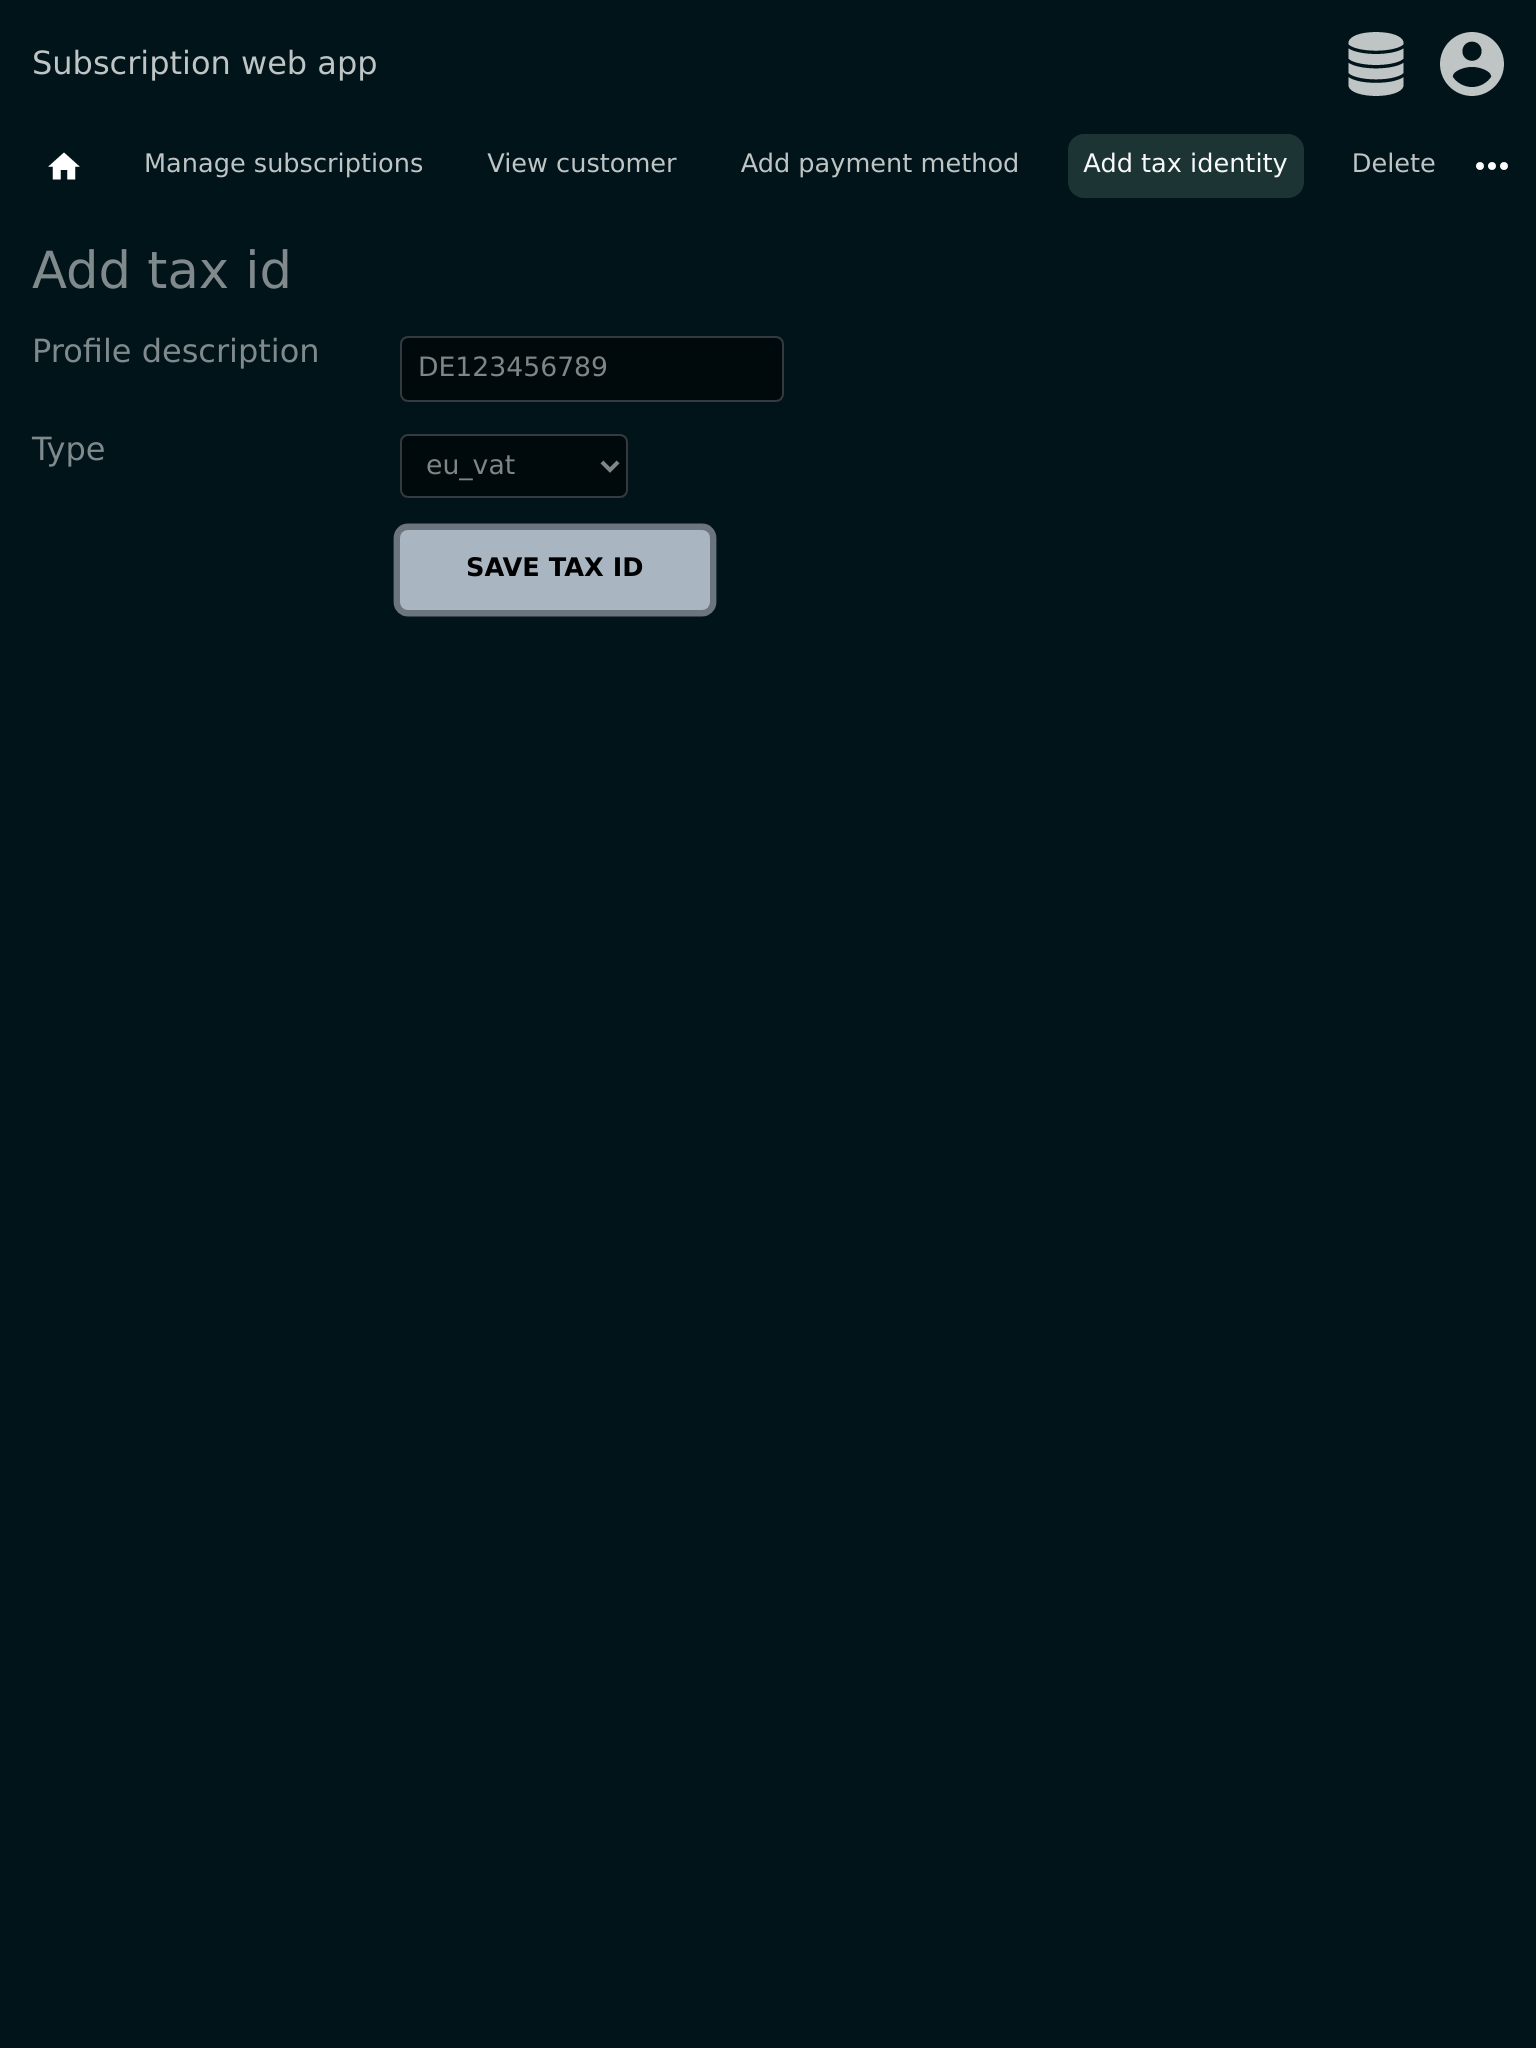 Subscription web app
Manage subscriptions View customer Add payment method Add tax identity Delete
Add tax id
Profile description DE123456789
Type eu_vat
SAVE TAX ID